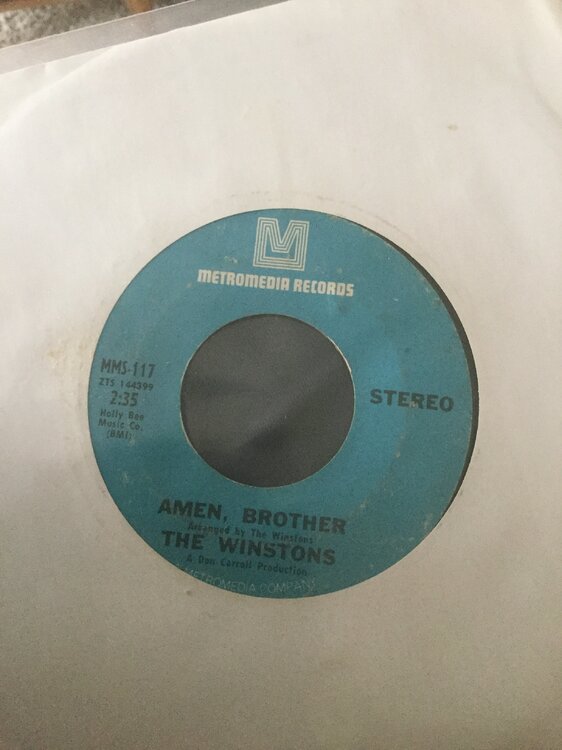 M
METROMEDIA RECORDS
MMS-117
ZTS 144399
2:35
Holly Bee
Music Co.
(BMI)
STEREO
AMEN, BROTHER
Arranged by The Winstons
THE WINSTONS
A Don Carroll Production
METROMEDIA COMPANY